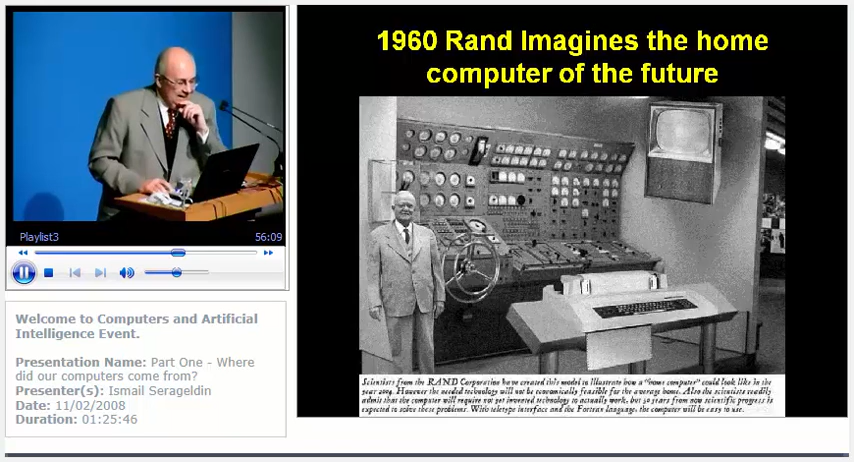 1960 Rand Imagines the home
computer of the future
Scientists from the RAND Corporation have created this model to illustrate how a "home computer" could look like in the
year 2004. However the needed technology will not be economically feasible for the average home. Also the scientists readily
admit that the computer will require not yet invented technology to actually work, but 50 years from now scientific progress is
expected to solve these problems. With teletype interface and the Fortran language, the computer will be easy to use.
Playlist3 56:09
Welcome to Computers and Artificial
Intelligence Event.
Presentation Name: Part One - Where
did our computers come from?
Presenter(s): Ismail Serageldin
Date: 11/02/2008
Duration: 01:25:46